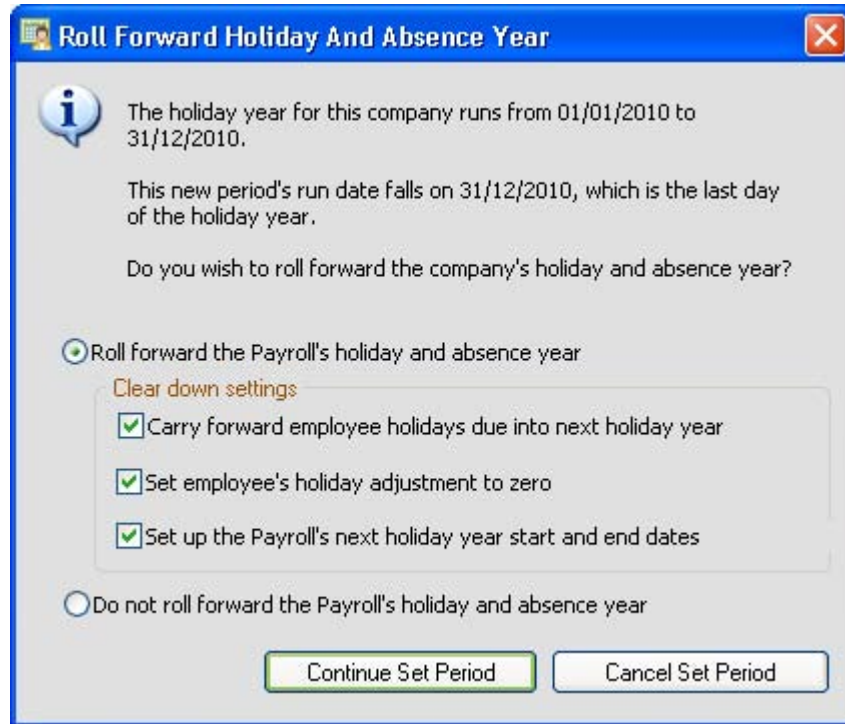 Roll Forward Holiday And Absence Year
The holiday year for this company runs from 01/01/2010 to
31/12/2010.
This new period's run date falls on 31/12/2010, which is the last day
of the holiday year.
Do you wish to roll forward the company's holiday and absence year?
Roll forward the Payroll's holiday and absence year
Clear down settings
Carry forward employee holidays due into next holiday year
Set employee's holiday adjustment to zero
Set up the Payroll's next holiday year start and end dates
Do not roll forward the Payroll's holiday and absence year
Continue Set Period Cancel Set Period